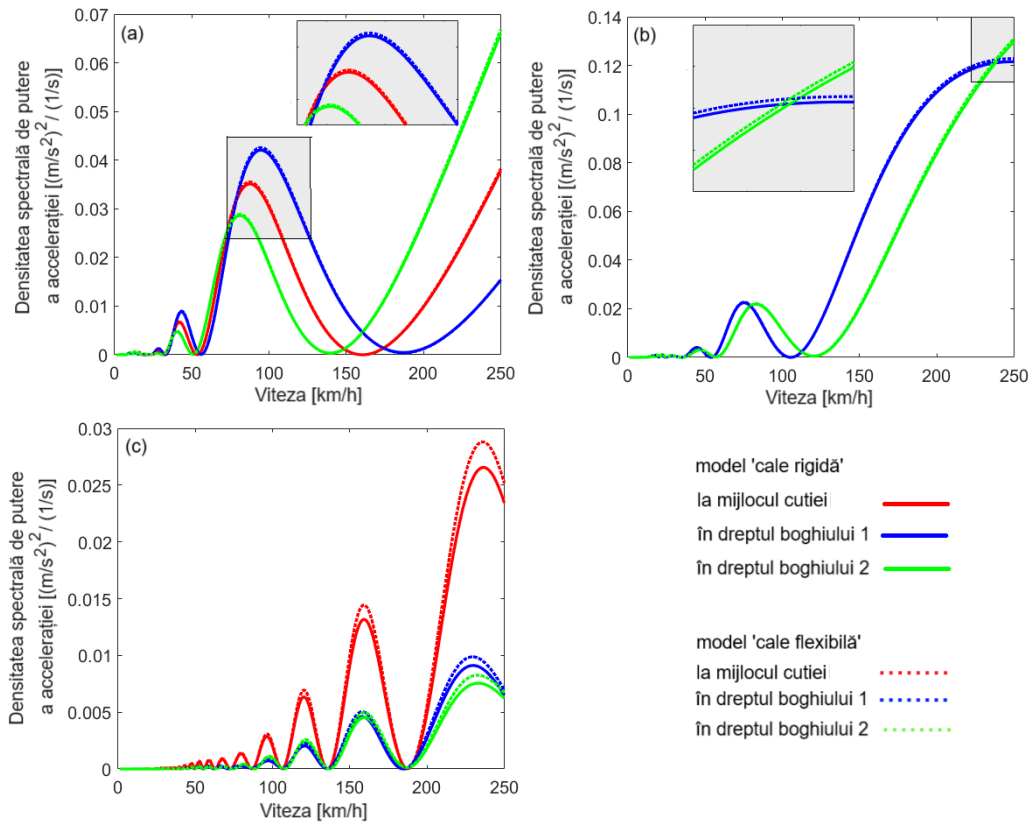 (a)
Densitatea spectrală de putere
a accelerației [(m/s²)²/ (1/s)]
0.07
0.06
0.05
0.04
0.03
0.02
0.01
0
0 50 100 150 200 250
Viteza [km/h]
(b)
Densitatea spectrală de putere
a accelerației [(m/s²)²/ (1/s)]
0.14
0.12
0.10
0.08
0.06
0.04
0.02
0
0 50 100 150 200 250
Viteza [km/h]
(c)
Densitatea spectrală de putere
a accelerației [(m/s²)²/ (1/s)]
0.03
0.025
0.02
0.015
0.01
0.005
0
0 50 100 150 200 250
Viteza [km/h]
model 'cale rigidă'
la mijlocul cutiei
în dreptul boghiului 1
în dreptul boghiului 2
model 'cale flexibilă'
la mijlocul cutiei
în dreptul boghiului 1
în dreptul boghiului 2